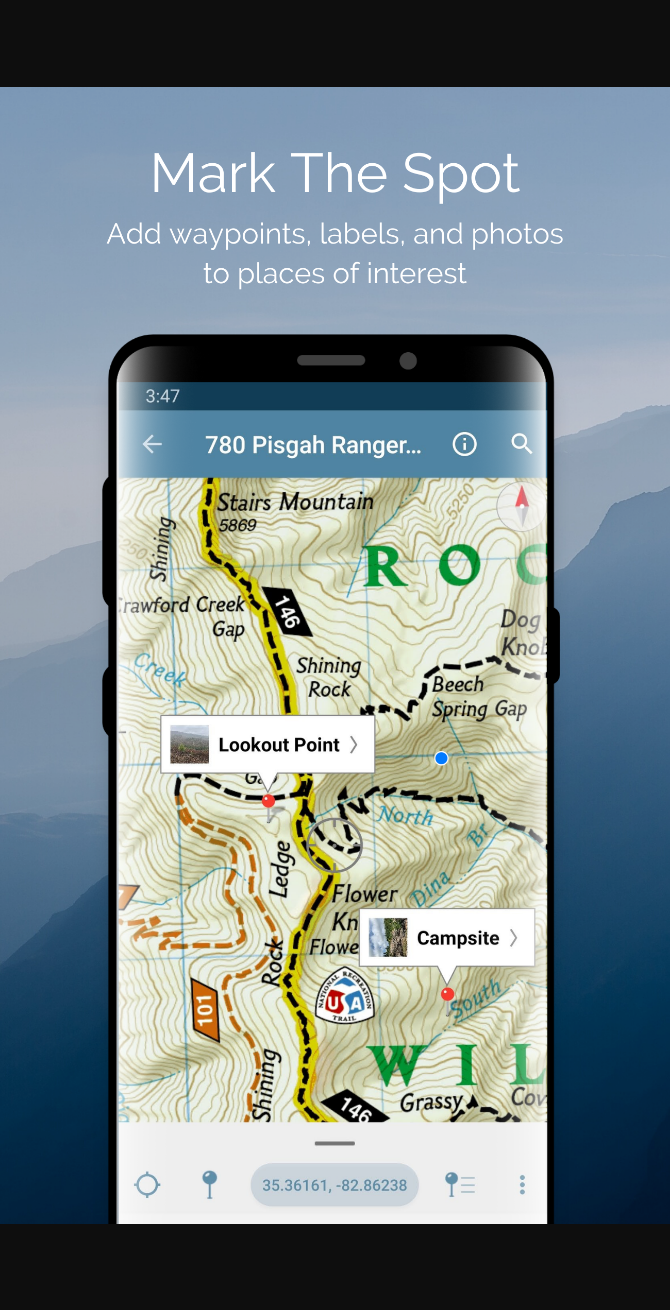 Mark The Spot
Add waypoints, labels, and photos
to places of interest
3:47
780 Pisgah Ranger...
Stairs Mountain
5869
5250
Shining
ROC
rawford Creek
Gap
146
Dog
Knob
Creek
Shining
Rock
Beech
Spring Gap
Lookout Point
Ga
North
Br
Dina
Ledge
Flower
Kn
Flowe
Campsite
Rock
NATIONAL RECREATION
USA
TRAIL
South
101
Shining
WIL
146
Grassy
Cov
35.36161, -82.86238